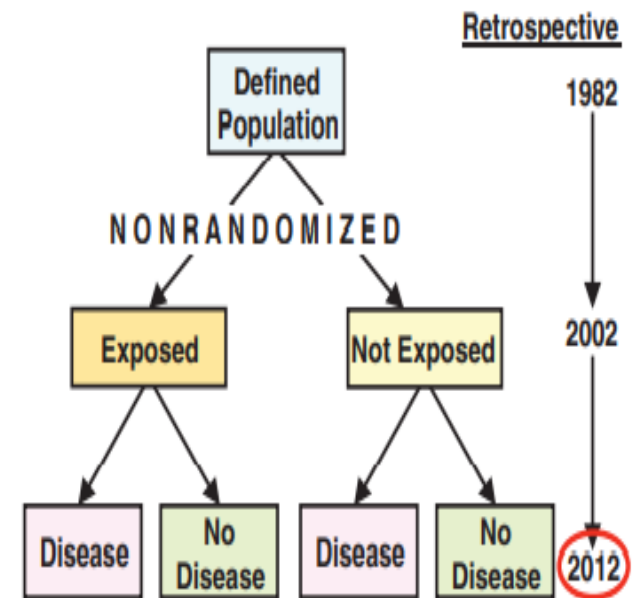 Retrospective
Defined
Population
1982
NONRANDOMIZED
Exposed
Not Exposed
2002
Disease
No
Disease
Disease
No
Disease
2012